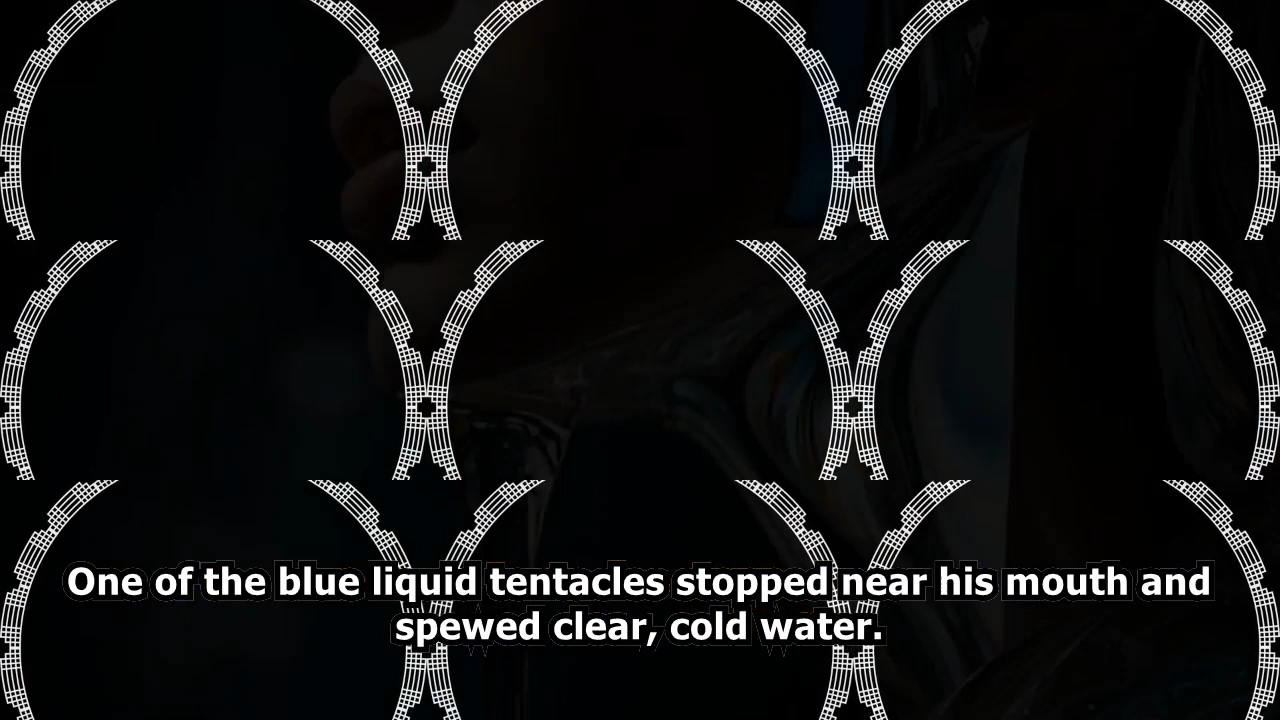 One of the blue liquid tentacles stopped near his mouth and
spewed clear, cold water.